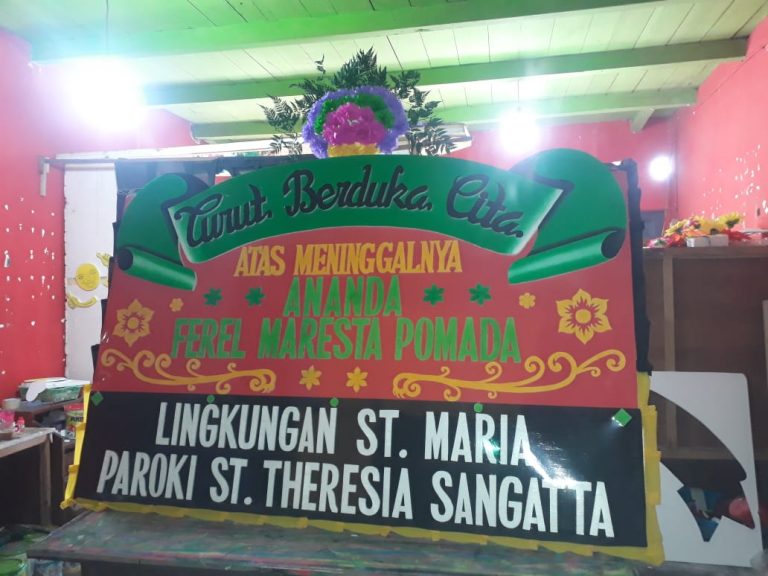 Turut. Berduka. Cita.
ATAS MENINGGALNYA
ANANDA
FEREL MARESTA POMADA
LINGKUNGAN ST. MARIA
PAROKI ST. THERESIA SANGATTA